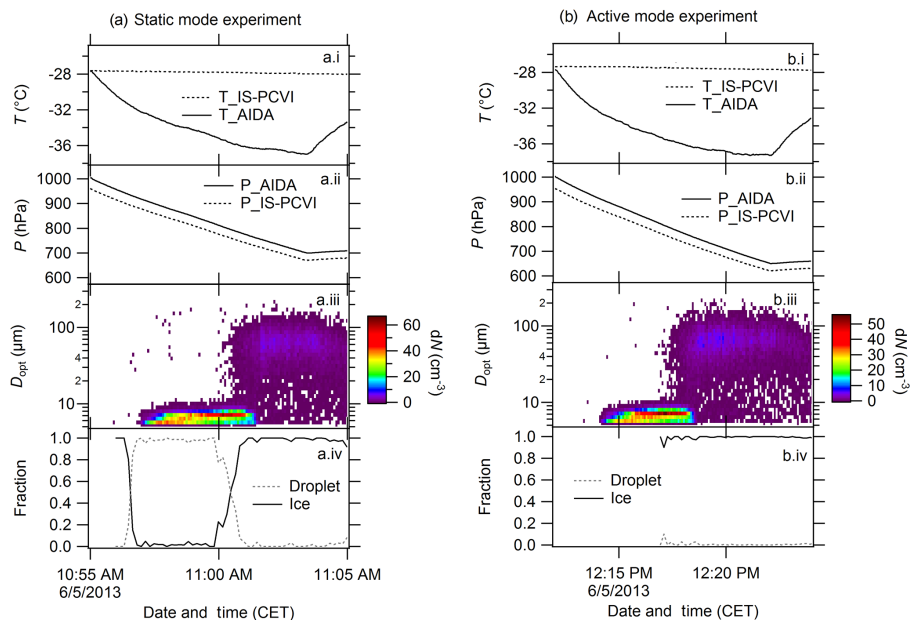 (a) Static mode experiment
a.i
T (°C)
-28
-32
-36
T_IS-PCVI
T_AIDA
a.ii
P (hPa)
1000
900
800
700
600
P_AIDA
P_IS-PCVI
a.iii
Dopt (µm)
2
100
4
2
10
60
40
20
0
dN (cm-3)
a.iv
Fraction
1.0
0.8
0.6
0.4
0.2
0.0
Droplet
Ice
10:55 AM
11:00 AM
11:05 AM
6/5/2013
Date and time (CET)
(b) Active mode experiment
b.i
T (°C)
-28
-32
-36
T_IS-PCVI
T_AIDA
b.ii
P (hPa)
1000
900
800
700
600
P_AIDA
P_IS-PCVI
b.iii
Dopt (µm)
2
100
4
2
10
50
40
30
20
10
0
dN (cm-3)
b.iv
Fraction
1.0
0.8
0.6
0.4
0.2
0.0
Droplet
Ice
12:15 PM
12:20 PM
6/5/2013
Date and time (CET)